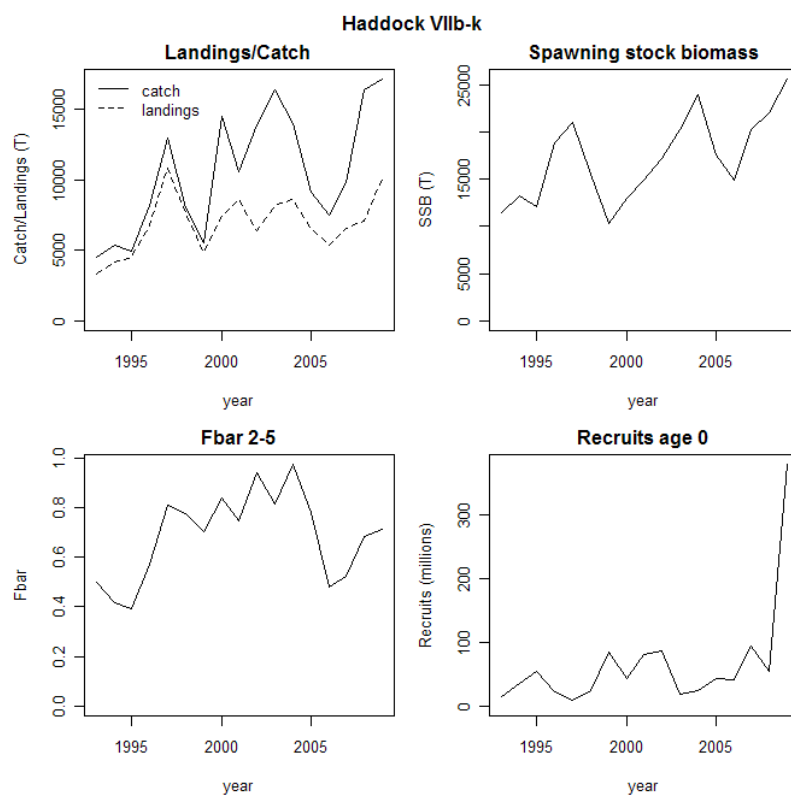 Haddock VIIb-k
Landings/Catch
catch
landings
Catch/Landings (T)
0
5000
10000
15000
1995
2000
2005
year
Spawning stock biomass
SSB (T)
0
5000
15000
25000
1995
2000
2005
year
Fbar 2-5
Fbar
0.0
0.2
0.4
0.6
0.8
1.0
1995
2000
2005
year
Recruits age 0
Recruits (millions)
0
100
200
300
1995
2000
2005
year